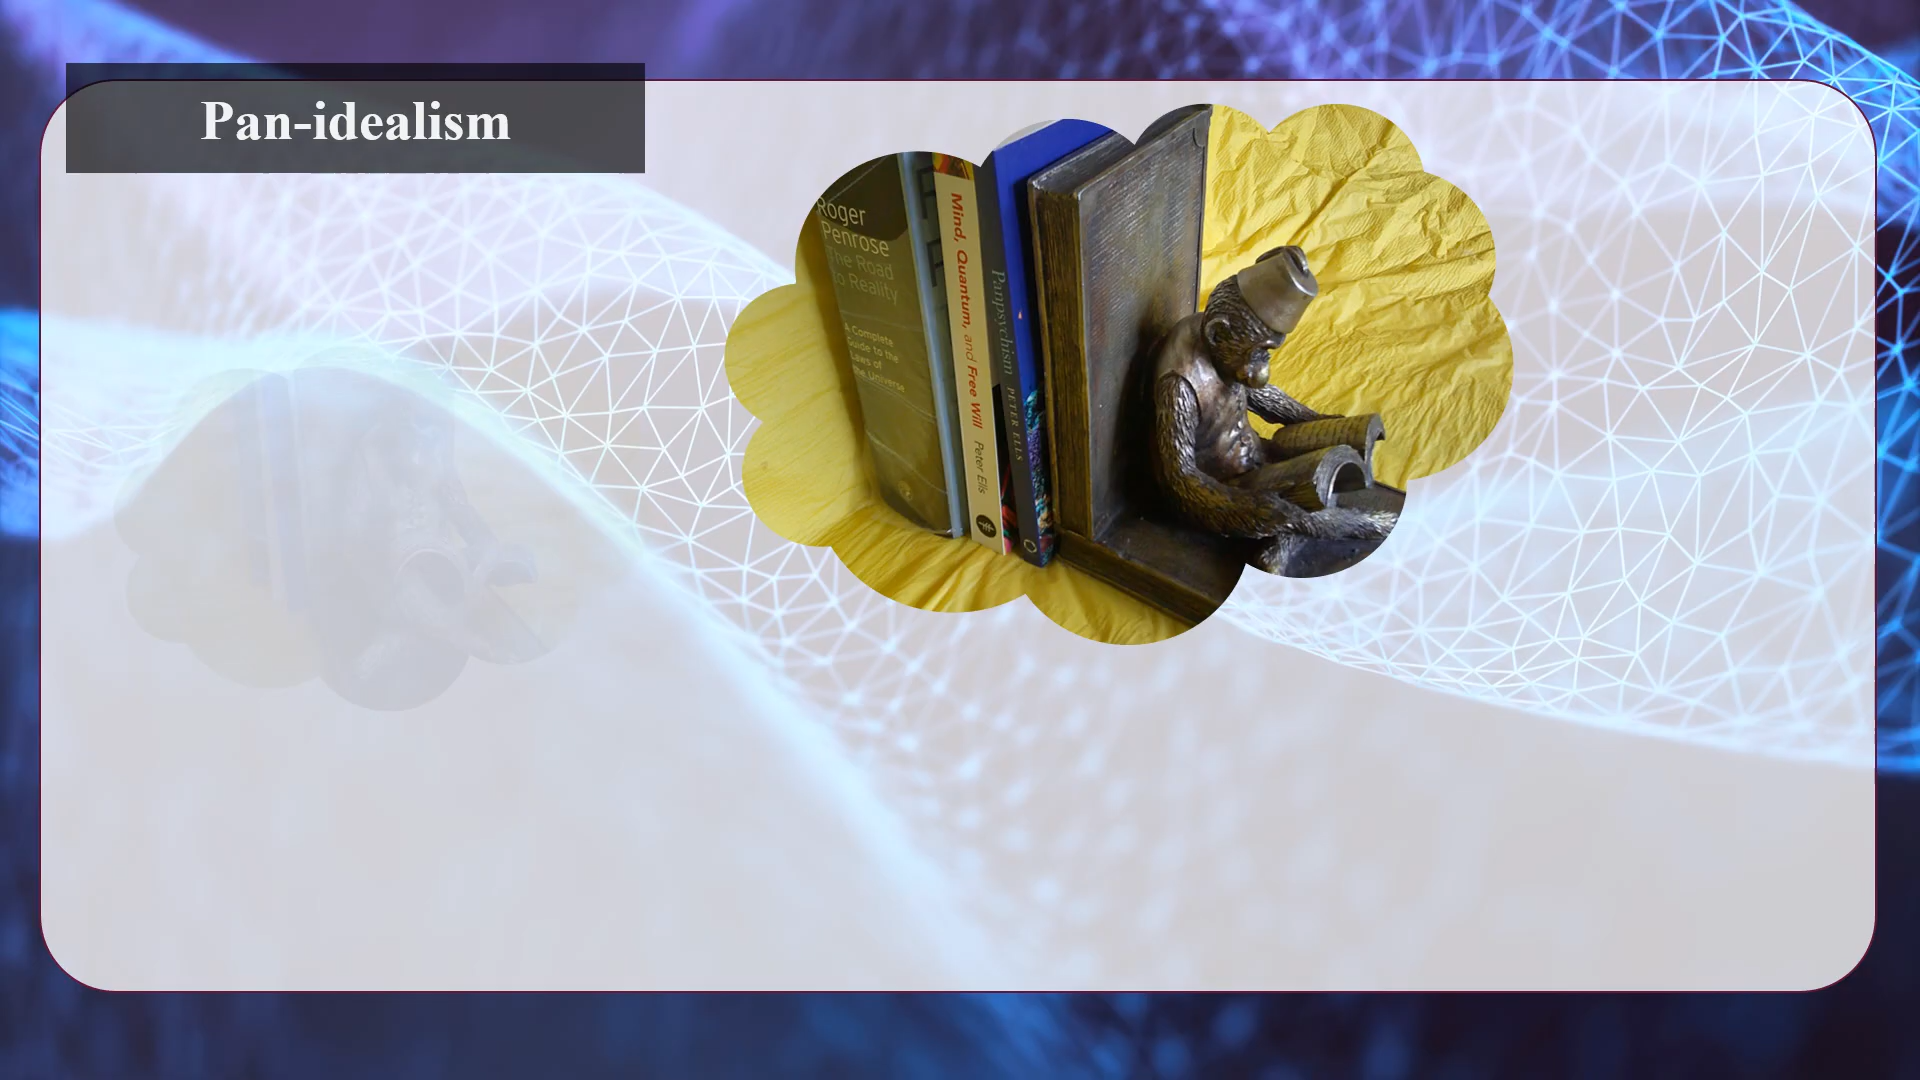 Pan-idealism
Roger
Penrose
The Road
to Reality
A Complete
Guide to the
Laws of
the Universe
Mind, Quantum, and Free Will Peter Ells
Panpsychism PETER ELLS